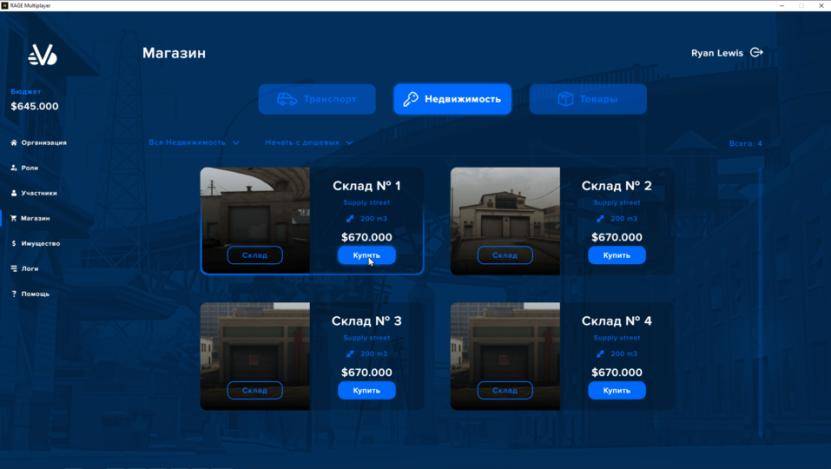 RAGE Multiplayer
Магазин
Ryan Lewis
Бюджет
$645.000
Транспорт
Недвижимость
Товары
Организация
Роли
Участники
Магазин
Имущество
Логи
Помощь
Вся Недвижимость
Начать с дешевых
Всего: 4
Склад № 1
Supply street
200 m3
$670.000
Склад
Купить
Склад № 2
Supply street
200 m3
$670.000
Склад
Купить
Склад № 3
Supply street
200 m3
$670.000
Склад
Купить
Склад № 4
Supply street
200 m3
$670.000
Склад
Купить